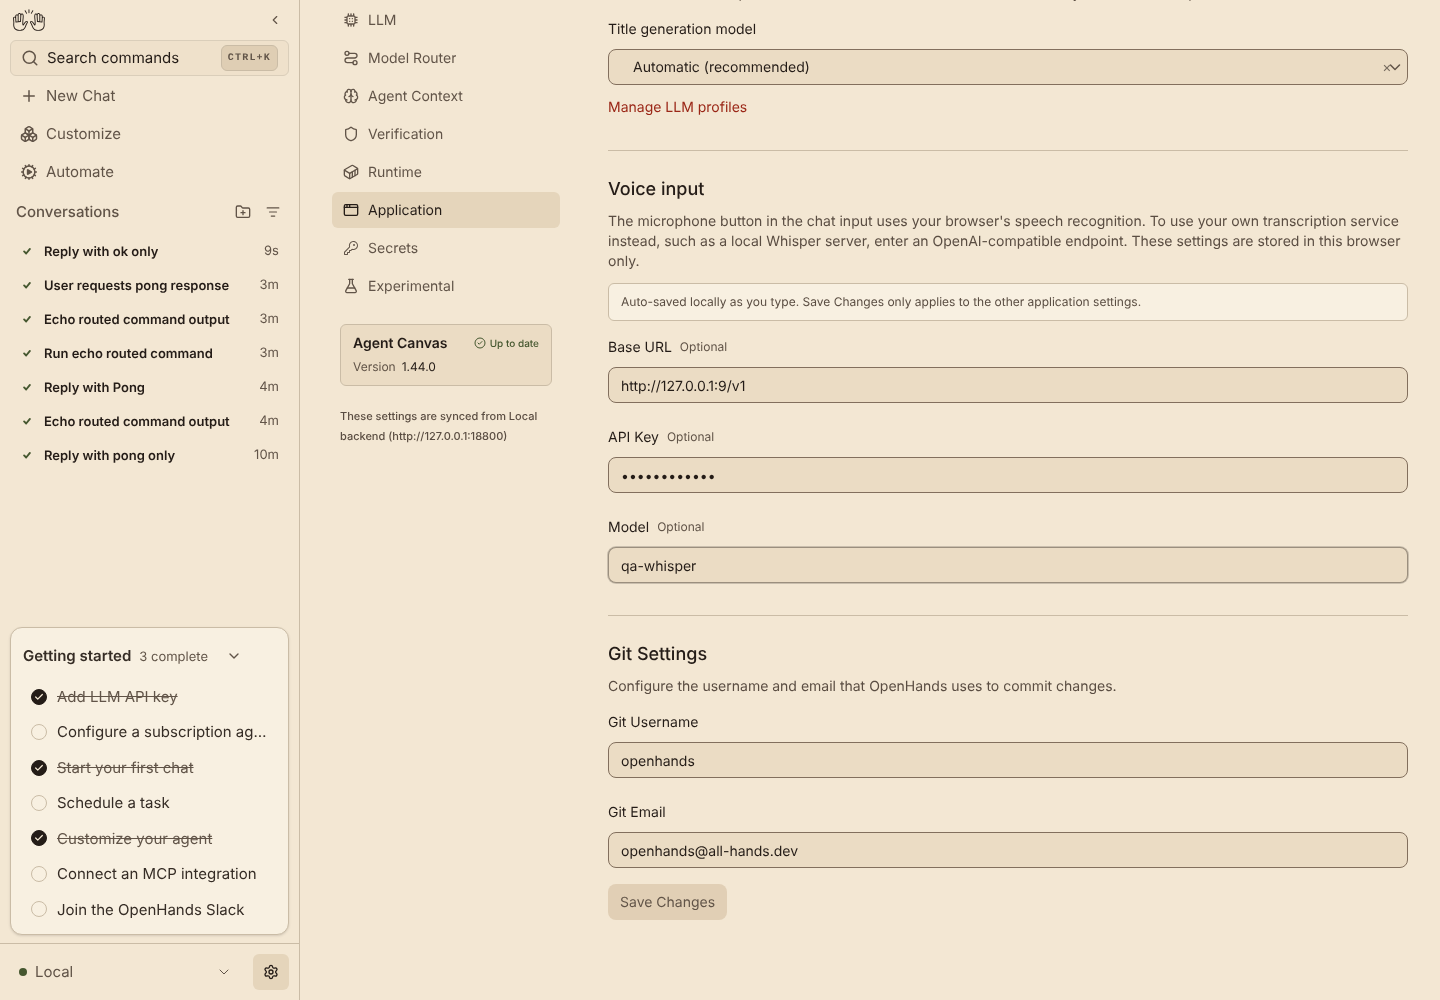 Search commands
CTRL+K
New Chat
Customize
Automate
Conversations
Reply with ok only 9s
User requests pong response 3m
Echo routed command output 3m
Run echo routed command 3m
Reply with Pong 4m
Echo routed command output 4m
Reply with pong only 10m
Getting started 3 complete
Add LLM API key
Configure a subscription ag...
Start your first chat
Schedule a task
Customize your agent
Connect an MCP integration
Join the OpenHands Slack
Local
LLM
Model Router
Agent Context
Verification
Runtime
Application
Secrets
Experimental
Agent Canvas
Up to date
Version 1.44.0
These settings are synced from Local
backend (http://127.0.0.1:18800)
Title generation model
Automatic (recommended)
Manage LLM profiles
Voice input
The microphone button in the chat input uses your browser's speech recognition. To use your own transcription service
instead, such as a local Whisper server, enter an OpenAI-compatible endpoint. These settings are stored in this browser
only.
Auto-saved locally as you type. Save Changes only applies to the other application settings.
Base URL Optional
http://127.0.0.1:9/v1
API Key Optional
••••••••••••
Model Optional
qa-whisper
Git Settings
Configure the username and email that OpenHands uses to commit changes.
Git Username
openhands
Git Email
openhands@all-hands.dev
Save Changes